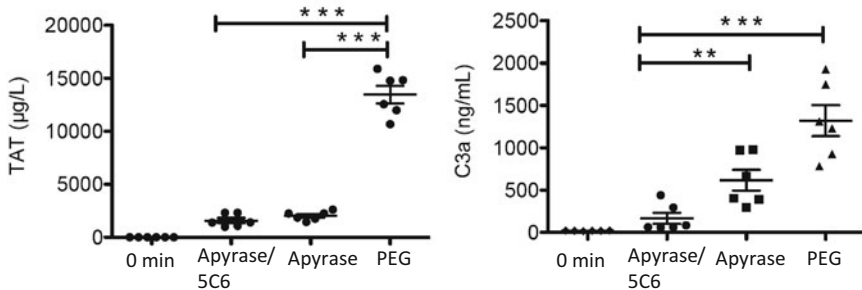 TAT (µg/L)
20000
15000
10000
5000
0
***
***
0 min
Apyrase/
5C6
Apyrase
PEG
C3a (ng/mL)
2500
2000
1500
1000
500
0
***
**
0 min
Apyrase/
5C6
Apyrase
PEG